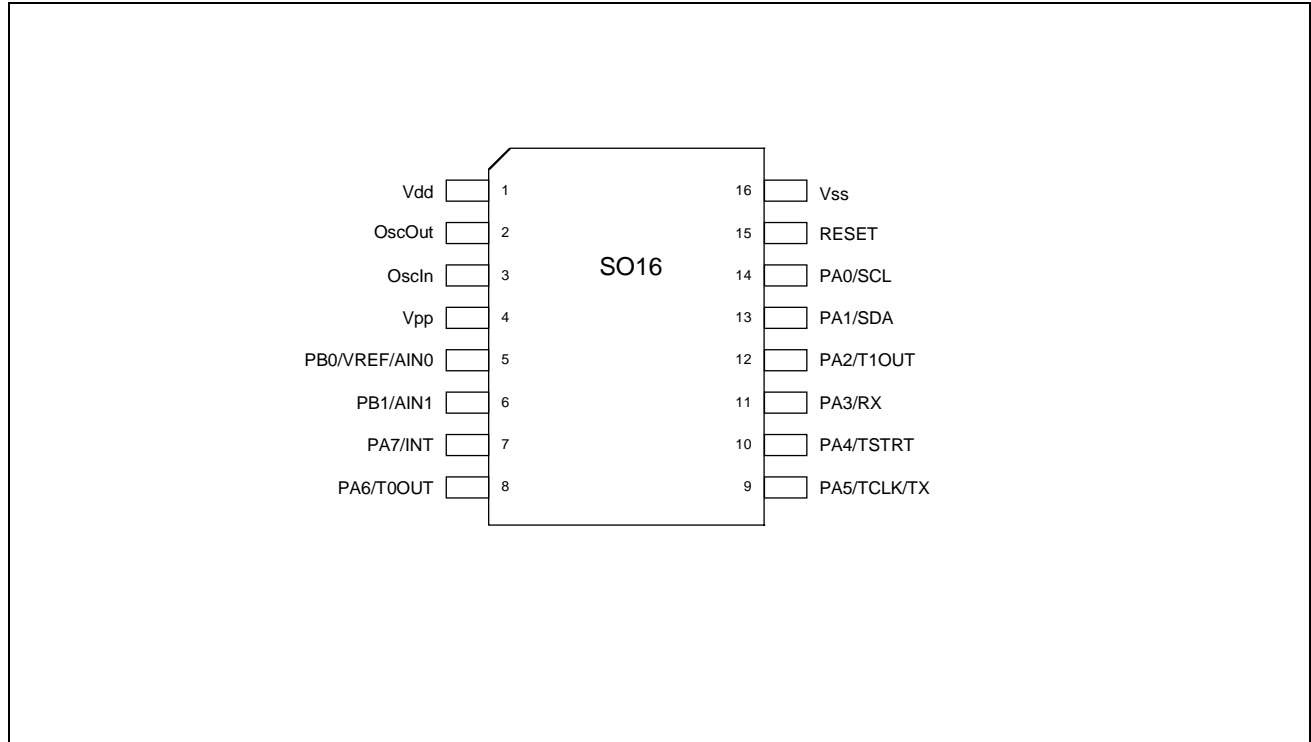 SO16
Vdd 1
OscOut 2
OscIn 3
Vpp 4
PB0/VREF/AIN0 5
PB1/AIN1 6
PA7/INT 7
PA6/T0OUT 8
16 Vss
15 RESET
14 PA0/SCL
13 PA1/SDA
12 PA2/T1OUT
11 PA3/RX
10 PA4/TSTRT
9 PA5/TCLK/TX